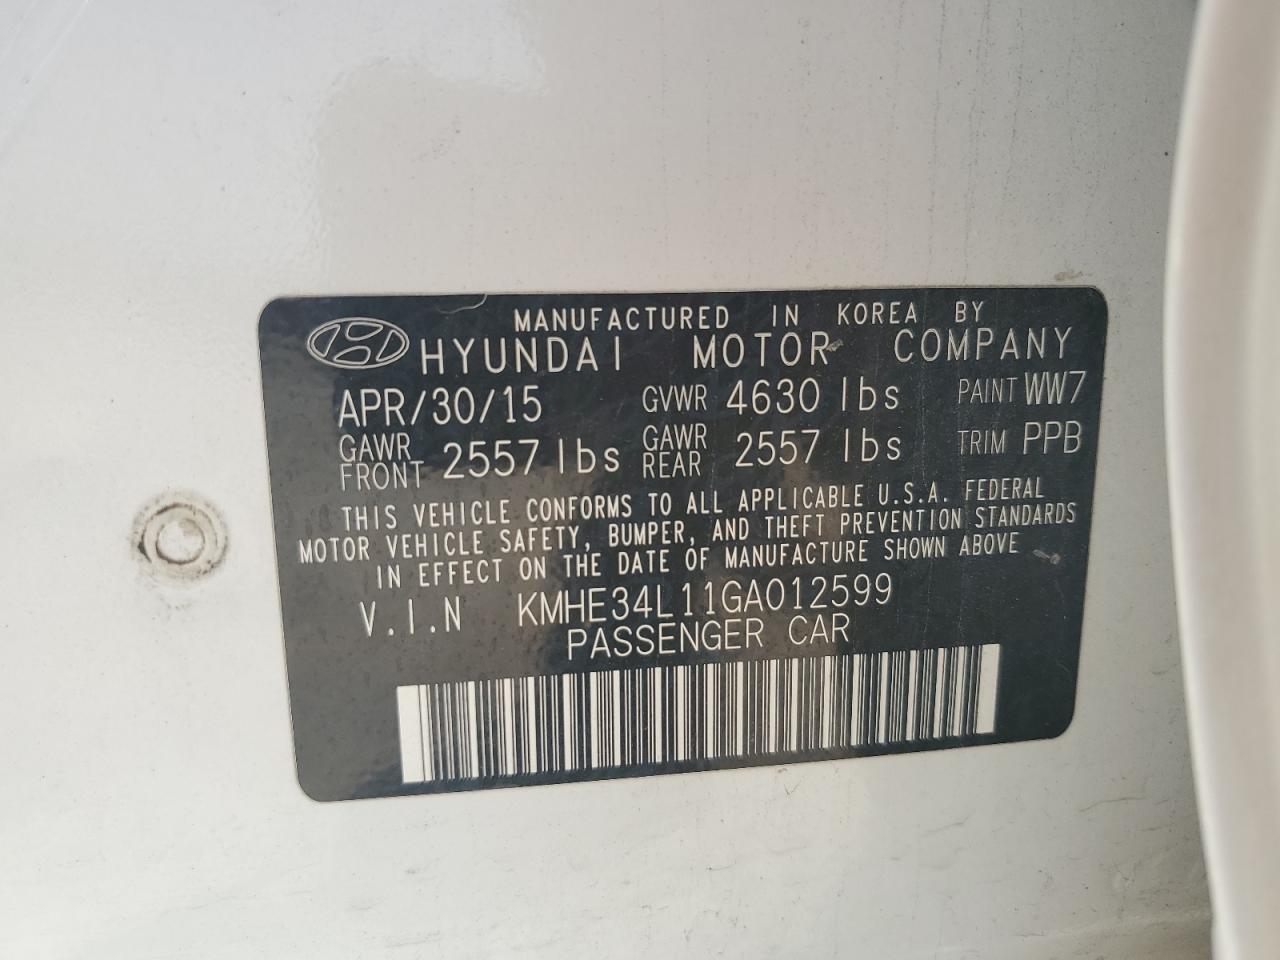 MANUFACTURED IN KOREA BY
HYUNDAI MOTOR COMPANY
APR/30/15 GVWR 4630 lbs PAINT WW7
GAWR FRONT 2557 lbs GAWR REAR 2557 lbs TRIM PPB
THIS VEHICLE CONFORMS TO ALL APPLICABLE U.S.A. FEDERAL
MOTOR VEHICLE SAFETY, BUMPER, AND THEFT PREVENTION STANDARDS
IN EFFECT ON THE DATE OF MANUFACTURE SHOWN ABOVE
V.I.N KMHE34L11GA012599
PASSENGER CAR